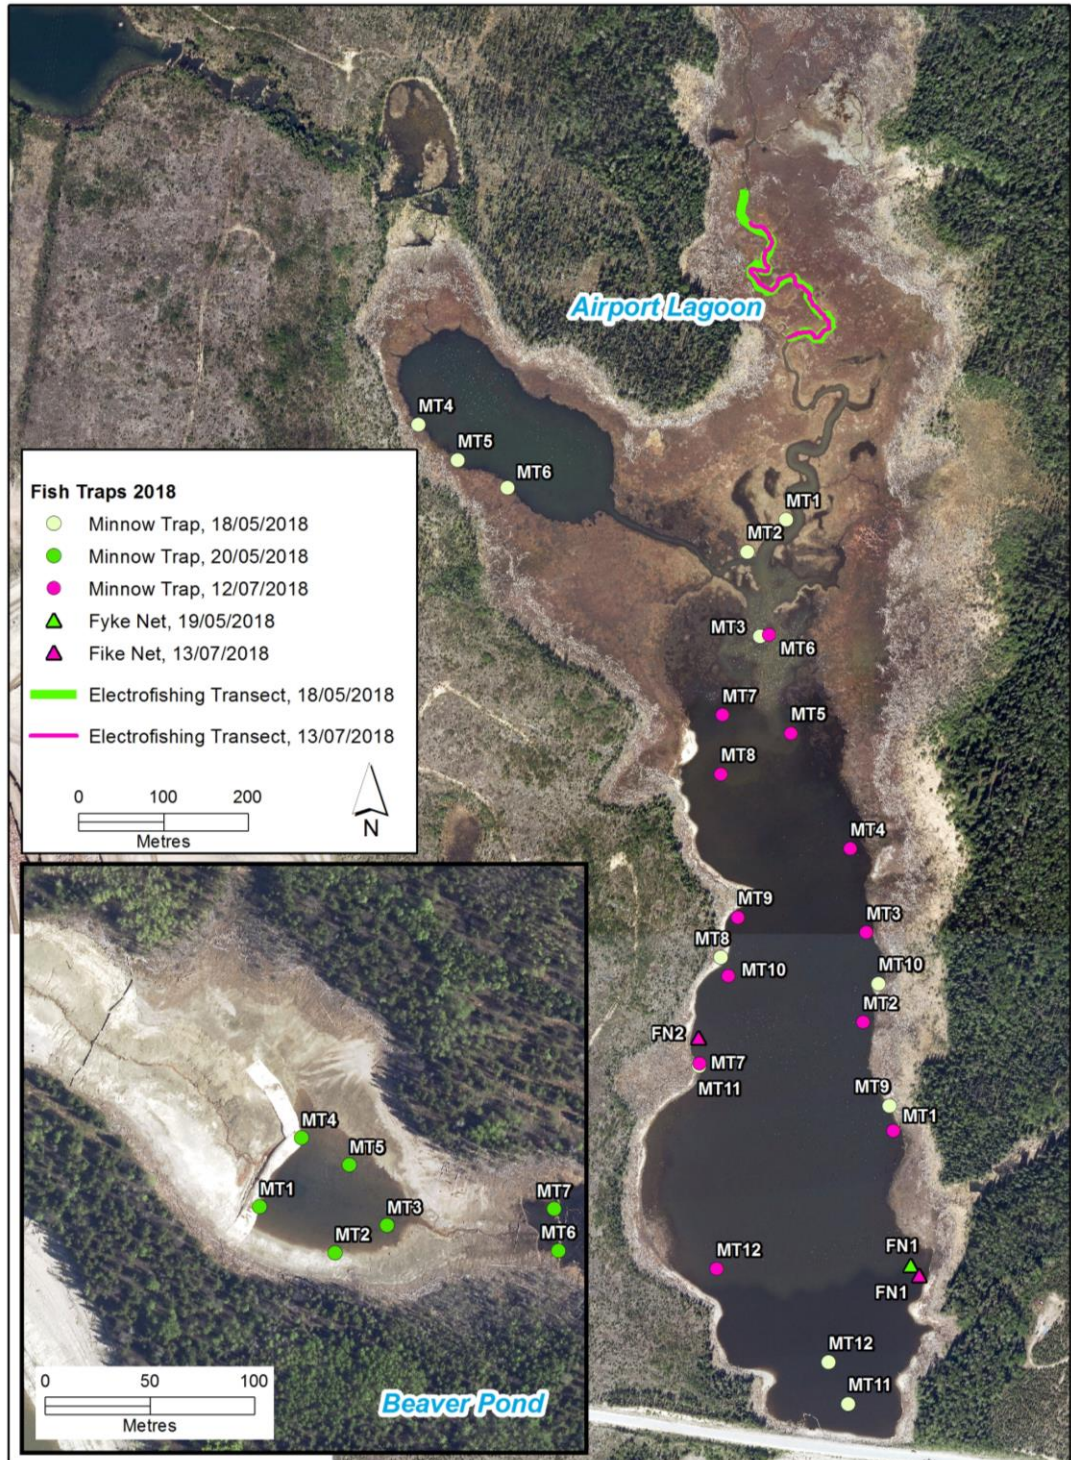 Airport Lagoon
MT4
MT5
MT6
MT1
MT2
MT3
MT6
MT7
MT5
MT8
MT4
MT9
MT3
MT8
MT10
MT10
MT2
FN2
MT7
MT11
MT9
MT1
MT12
FN1
FN1
MT12
MT11
Fish Traps 2018
Minnow Trap, 18/05/2018
Minnow Trap, 20/05/2018
Minnow Trap, 12/07/2018
Fyke Net, 19/05/2018
Fike Net, 13/07/2018
Electrofishing Transect, 18/05/2018
Electrofishing Transect, 13/07/2018
0 100 200
Metres
N
MT4
MT5
MT1
MT3
MT2
MT7
MT6
0 50 100
Metres
Beaver Pond